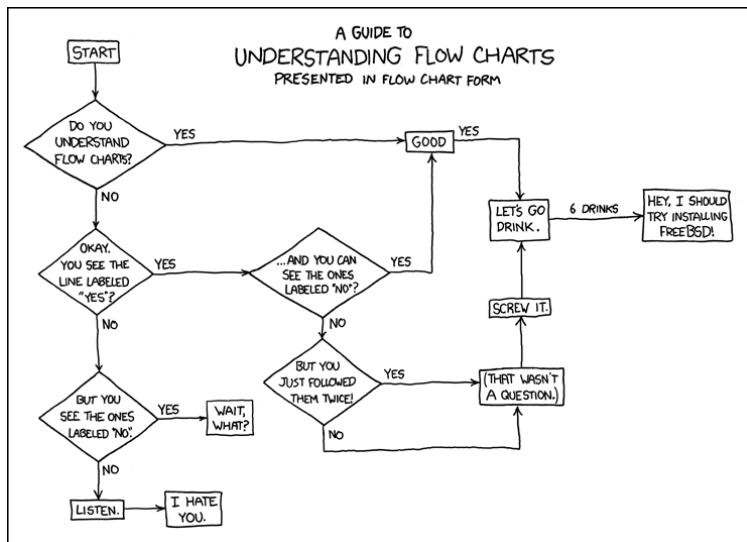 A GUIDE TO
UNDERSTANDING FLOW CHARTS
PRESENTED IN FLOW CHART FORM
START
DO YOU
UNDERSTAND
FLOW CHARTS?
YES
GOOD
YES
NO
LET'S GO
DRINK.
6 DRINKS
HEY, I SHOULD
TRY INSTALLING
FREEBSD!
OKAY.
YOU SEE THE
LINE LABELED
"YES"?
YES
...AND YOU CAN
SEE THE ONES
LABELED "NO"?
YES
NO
NO
SCREW IT.
BUT YOU
JUST FOLLOWED
THEM TWICE!
YES
(THAT WASN'T
A QUESTION.)
NO
BUT YOU
SEE THE ONES
LABELED "NO".
YES
WAIT,
WHAT?
NO
LISTEN.
I HATE
YOU.